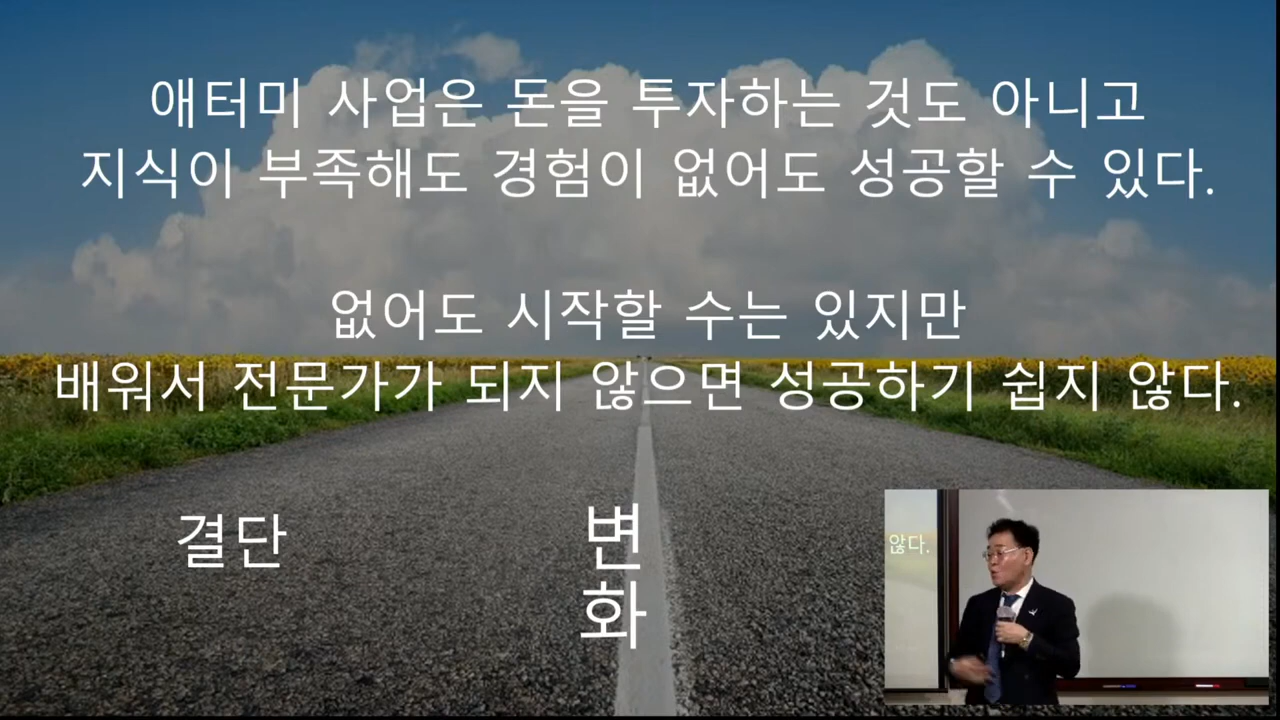 애터미 사업은 돈을 투자하는 것도 아니고
지식이 부족해도 경험이 없어도 성공할 수 있다.
없어도 시작할 수는 있지만
배워서 전문가가 되지 않으면 성공하기 쉽지 않다.
결단
변
화
않다.